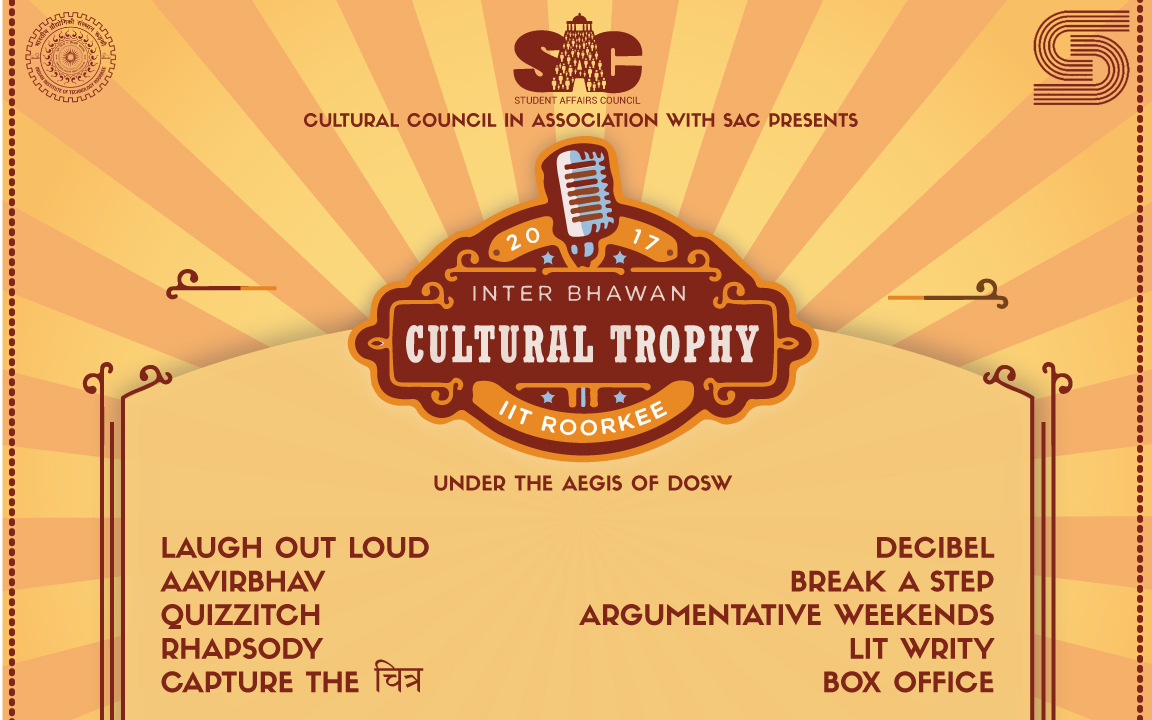 SAC
STUDENT AFFAIRS COUNCIL
CULTURAL COUNCIL IN ASSOCIATION WITH SAC PRESENTS
2017
INTER BHAWAN
CULTURAL TROPHY
IIT ROORKEE
UNDER THE AEGIS OF DOSW
LAUGH OUT LOUD
AAVIRBHAV
QUIZZITCH
RHAPSODY
CAPTURE THE चित्र
DECIBEL
BREAK A STEP
ARGUMENTATIVE WEEKENDS
LIT WRITY
BOX OFFICE